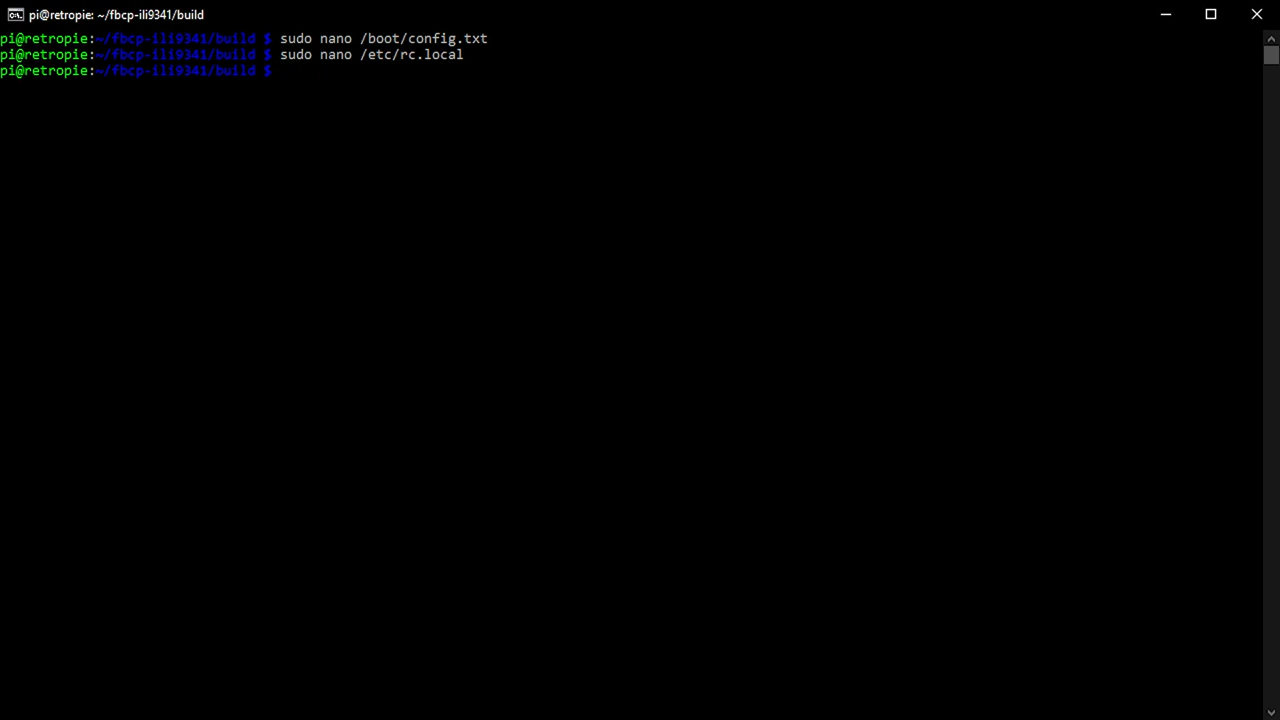 pi@retropie: ~/fbcp-ili9341/build
pi@retropie:~/fbcp-ili9341/build $ sudo nano /boot/config.txt
pi@retropie:~/fbcp-ili9341/build $ sudo nano /etc/rc.local
pi@retropie:~/fbcp-ili9341/build $